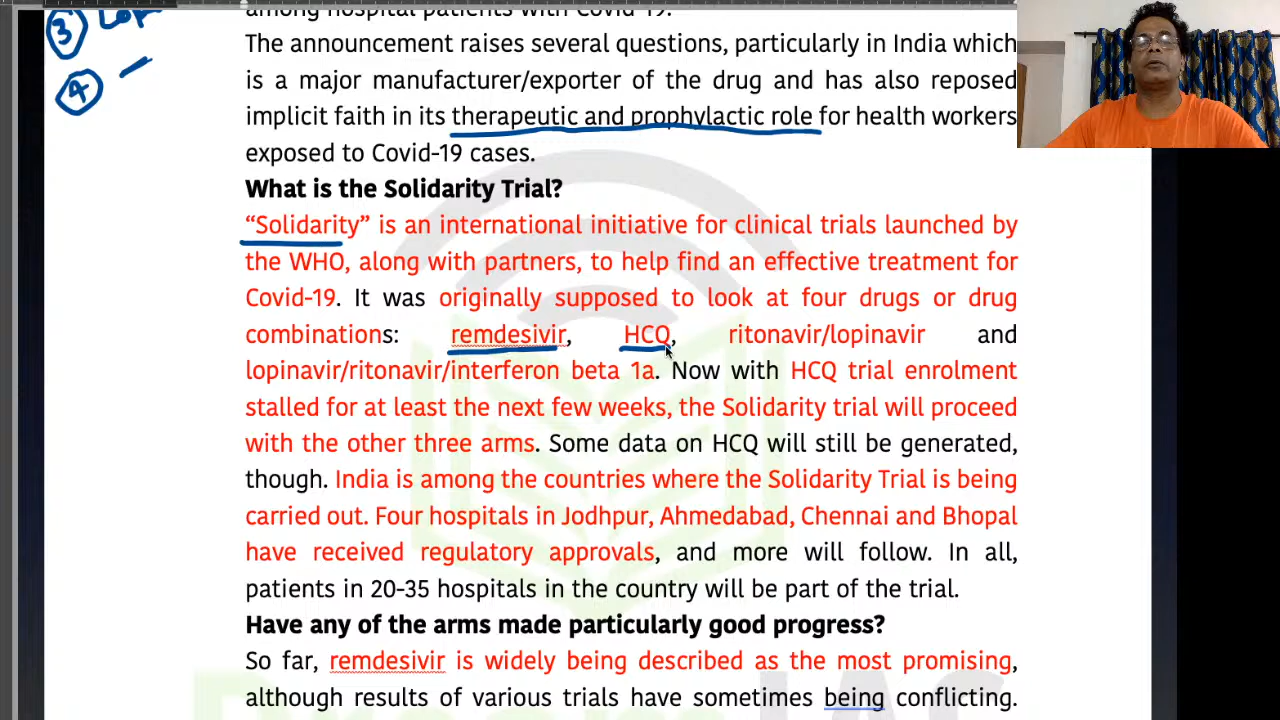 ③ Lop
④
among hospital patients with Covid-19.
The announcement raises several questions, particularly in India which
is a major manufacturer/exporter of the drug and has also reposed
implicit faith in its therapeutic and prophylactic role for health workers
exposed to Covid-19 cases.
What is the Solidarity Trial?
“Solidarity” is an international initiative for clinical trials launched by
the WHO, along with partners, to help find an effective treatment for
Covid-19. It was originally supposed to look at four drugs or drug
combinations: remdesivir, HCQ, ritonavir/lopinavir and
lopinavir/ritonavir/interferon beta 1a. Now with HCQ trial enrolment
stalled for at least the next few weeks, the Solidarity trial will proceed
with the other three arms. Some data on HCQ will still be generated,
though. India is among the countries where the Solidarity Trial is being
carried out. Four hospitals in Jodhpur, Ahmedabad, Chennai and Bhopal
have received regulatory approvals, and more will follow. In all,
patients in 20-35 hospitals in the country will be part of the trial.
Have any of the arms made particularly good progress?
So far, remdesivir is widely being described as the most promising,
although results of various trials have sometimes being conflicting.